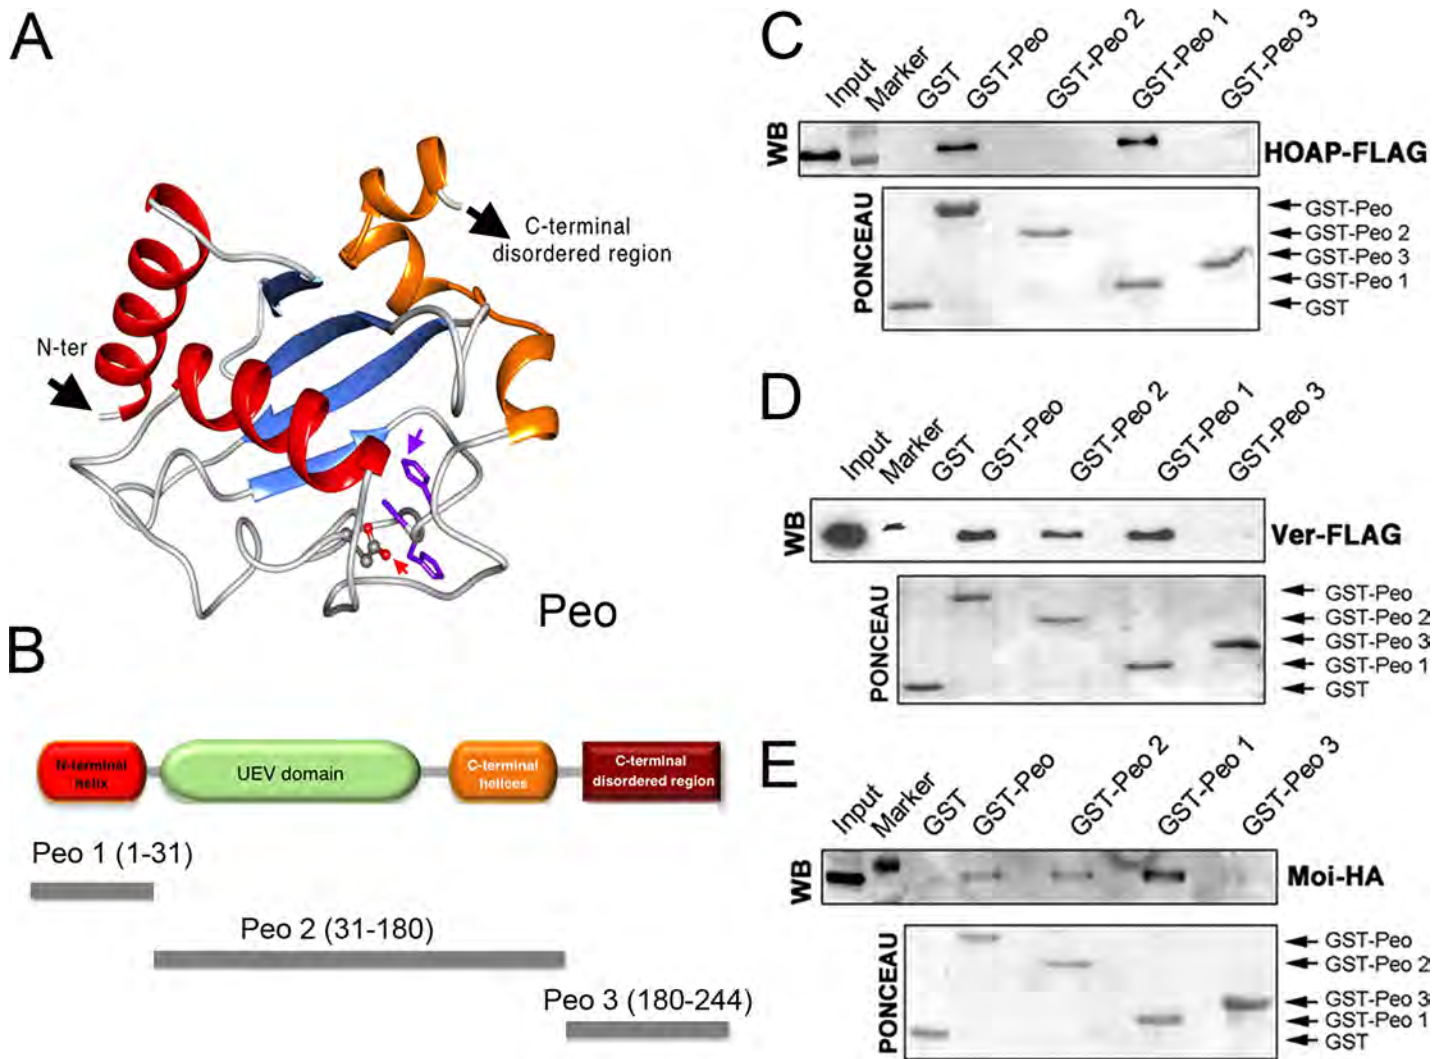 A
C-terminal
disordered region
N-ter
Peo
B
N-terminal
helix
UEV domain
C-terminal
helices
C-terminal
disordered region
Peo 1 (1-31)
Peo 2 (31-180)
Peo 3 (180-244)
C
Input
Marker
GST
GST-Peo
GST-Peo 2
GST-Peo 1
GST-Peo 3
WB
HOAP-FLAG
PONCEAU
GST-Peo
GST-Peo 2
GST-Peo 3
GST-Peo 1
GST
D
Input
Marker
GST
GST-Peo
GST-Peo 2
GST-Peo 1
GST-Peo 3
WB
Ver-FLAG
PONCEAU
GST-Peo
GST-Peo 2
GST-Peo 3
GST-Peo 1
GST
E
Input
Marker
GST
GST-Peo
GST-Peo 2
GST-Peo 1
GST-Peo 3
WB
Moi-HA
PONCEAU
GST-Peo
GST-Peo 2
GST-Peo 3
GST-Peo 1
GST